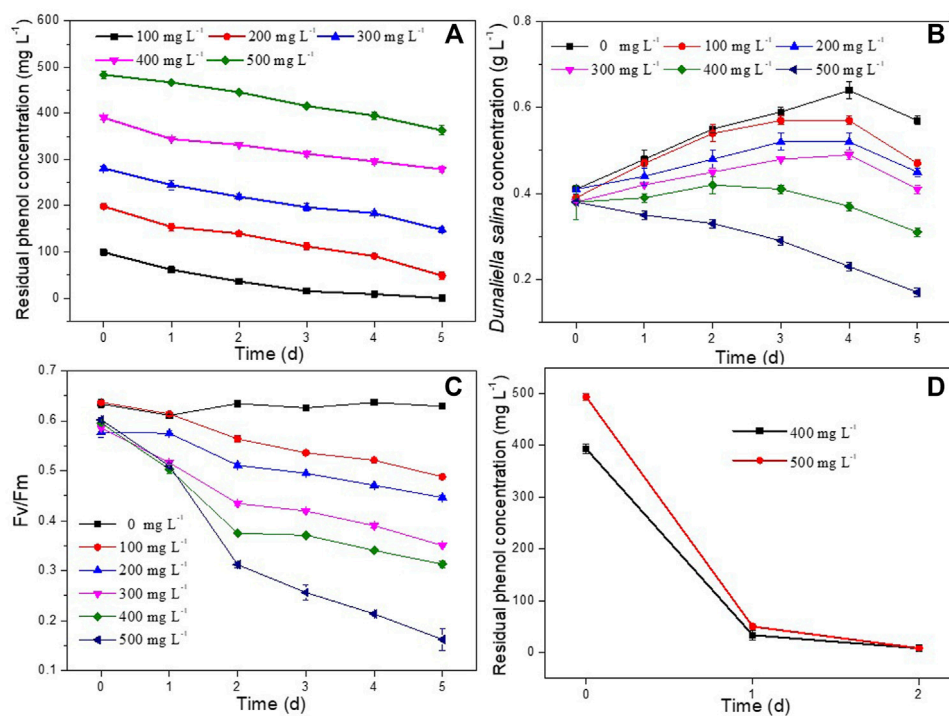 A
Residual phenol concentration (mg L⁻¹)
600
500
400
300
200
100
0
100 mg L⁻¹ 200 mg L⁻¹ 300 mg L⁻¹
400 mg L⁻¹ 500 mg L⁻¹
0 1 2 3 4 5
Time (d)
B
Dunaliella salina concentration (g L⁻¹)
0.8
0.6
0.4
0.2
0 mg L⁻¹ 100 mg L⁻¹ 200 mg L⁻¹
300 mg L⁻¹ 400 mg L⁻¹ 500 mg L⁻¹
0 1 2 3 4 5
Time (d)
C
Fv/Fm
0.7
0.6
0.5
0.4
0.3
0.2
0.1
0 mg L⁻¹
100 mg L⁻¹
200 mg L⁻¹
300 mg L⁻¹
400 mg L⁻¹
500 mg L⁻¹
0 1 2 3 4 5
Time (d)
D
Residual phenol concentration (mg L⁻¹)
500
400
300
200
100
0
400 mg L⁻¹
500 mg L⁻¹
0 1 2
Time (d)